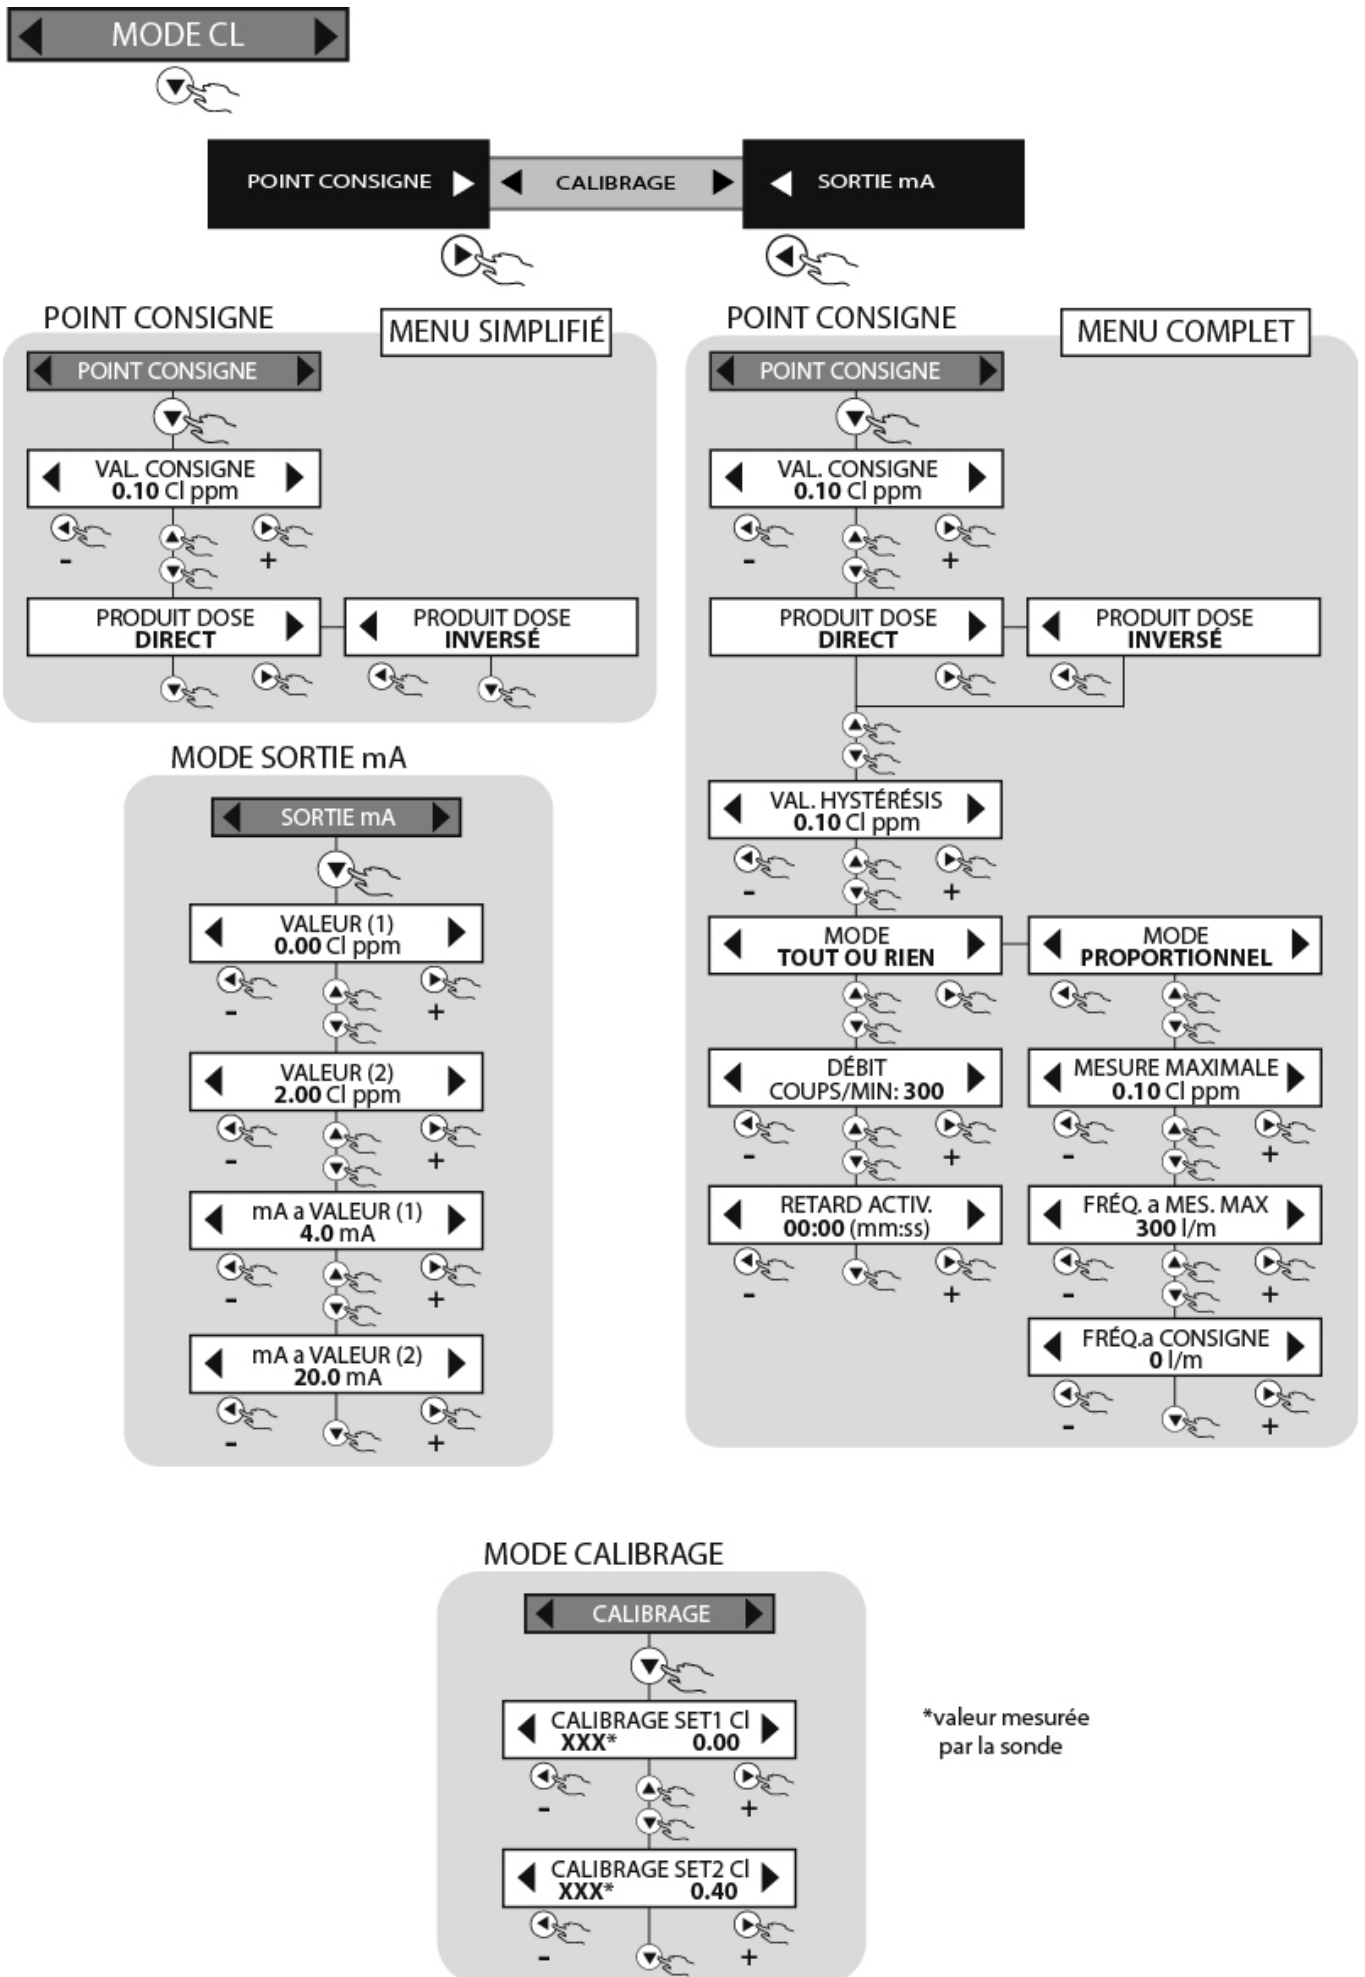 MODE CL
POINT CONSIGNE
CALIBRAGE
SORTIE mA
POINT CONSIGNE
MENU SIMPLIFIÉ
POINT CONSIGNE
VAL. CONSIGNE
0.10 Cl ppm
-
+
PRODUIT DOSE
DIRECT
PRODUIT DOSE
INVERSÉ
MODE SORTIE mA
SORTIE mA
VALEUR (1)
0.00 Cl ppm
-
+
VALEUR (2)
2.00 Cl ppm
-
+
mA a VALEUR (1)
4.0 mA
-
+
mA a VALEUR (2)
20.0 mA
-
+
POINT CONSIGNE
MENU COMPLET
POINT CONSIGNE
VAL. CONSIGNE
0.10 Cl ppm
-
+
PRODUIT DOSE
DIRECT
PRODUIT DOSE
INVERSÉ
VAL. HYSTÉRÉSIS
0.10 Cl ppm
-
+
MODE
TOUT OU RIEN
MODE
PROPORTIONNEL
DÉBIT
COUPS/MIN: 300
-
+
MESURE MAXIMALE
0.10 Cl ppm
-
+
RETARD ACTIV.
00:00 (mm:ss)
-
+
FRÉQ. a MES. MAX
300 l/m
-
+
FRÉQ.a CONSIGNE
0 l/m
-
+
MODE CALIBRAGE
CALIBRAGE
CALIBRAGE SET1 Cl
XXX* 0.00
-
+
CALIBRAGE SET2 Cl
XXX* 0.40
-
+
*valeur mesurée
par la sonde